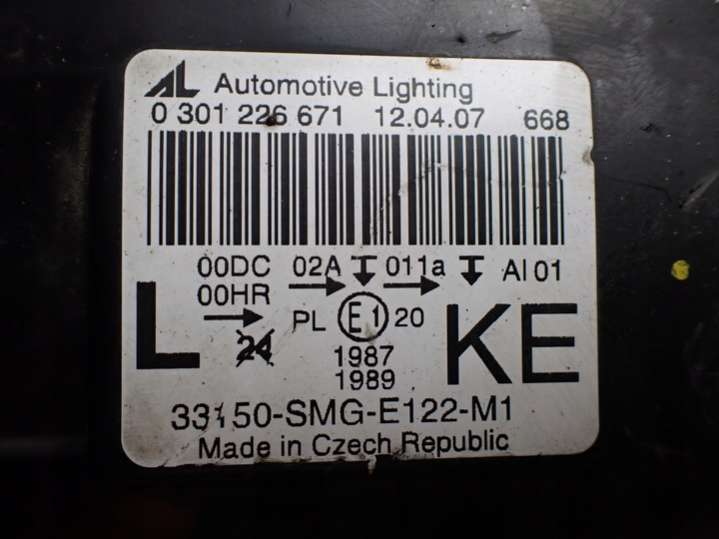 AL Automotive Lighting
0 301 226 671 12.04.07 668
00DC 02A 011a AI 01
00HR
L PL E1 20 KE
24
1987
1989
33150-SMG-E122-M1
Made in Czech Republic